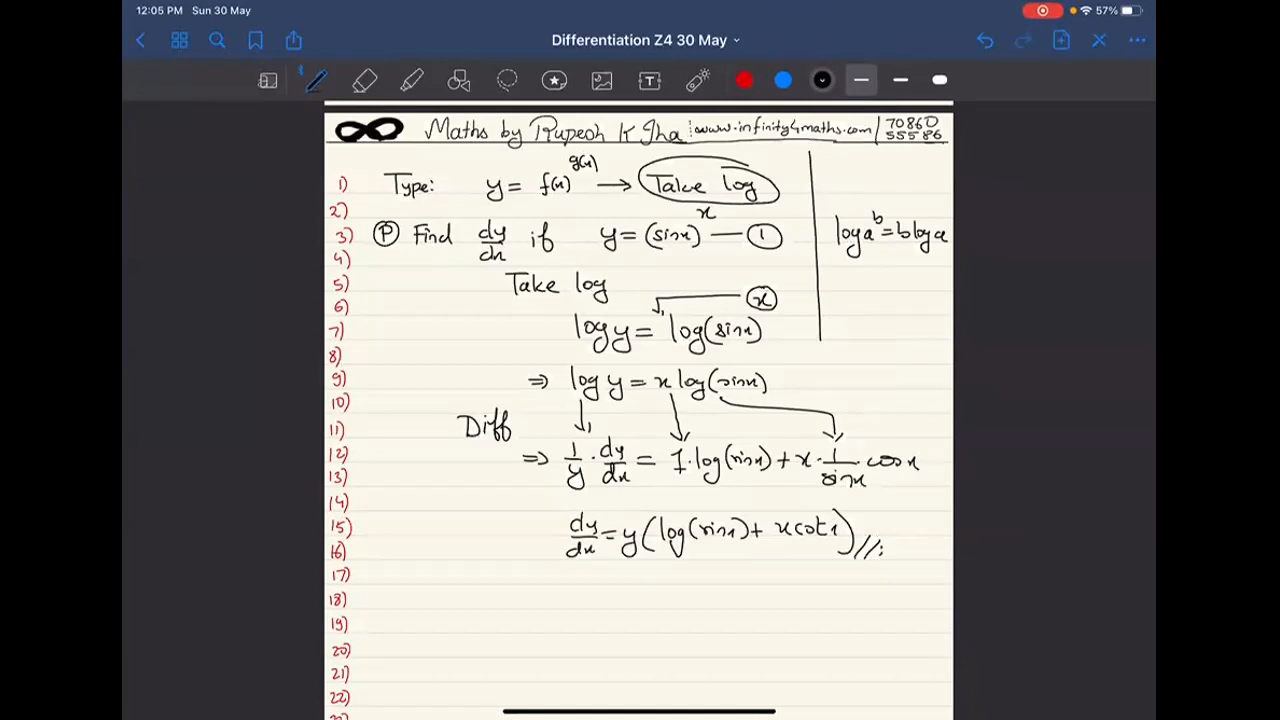 12:05 PM Sun 30 May 57%
Differentiation Z4 30 May
Maths by Rupesh K Jha www.infinity4maths.com 70860 55586
1) Type: y = f(x)^g(x) → Take log
2)
3) Ⓟ Find dy/dx if y = (sinx)^x — ①
log a^b = b log a
4)
5) Take log
6) x
7) log y = log(sinx)
8)
9) ⇒ log y = x log(sinx)
10)
11) Diff
12) ⇒ 1/y · dy/dx = 1·log(sinx) + x · 1/sinx cosx
13)
14)
15) dy/dx = y(log(sinx) + x cotx)//
16)
17)
18)
19)
20)
21)
22)